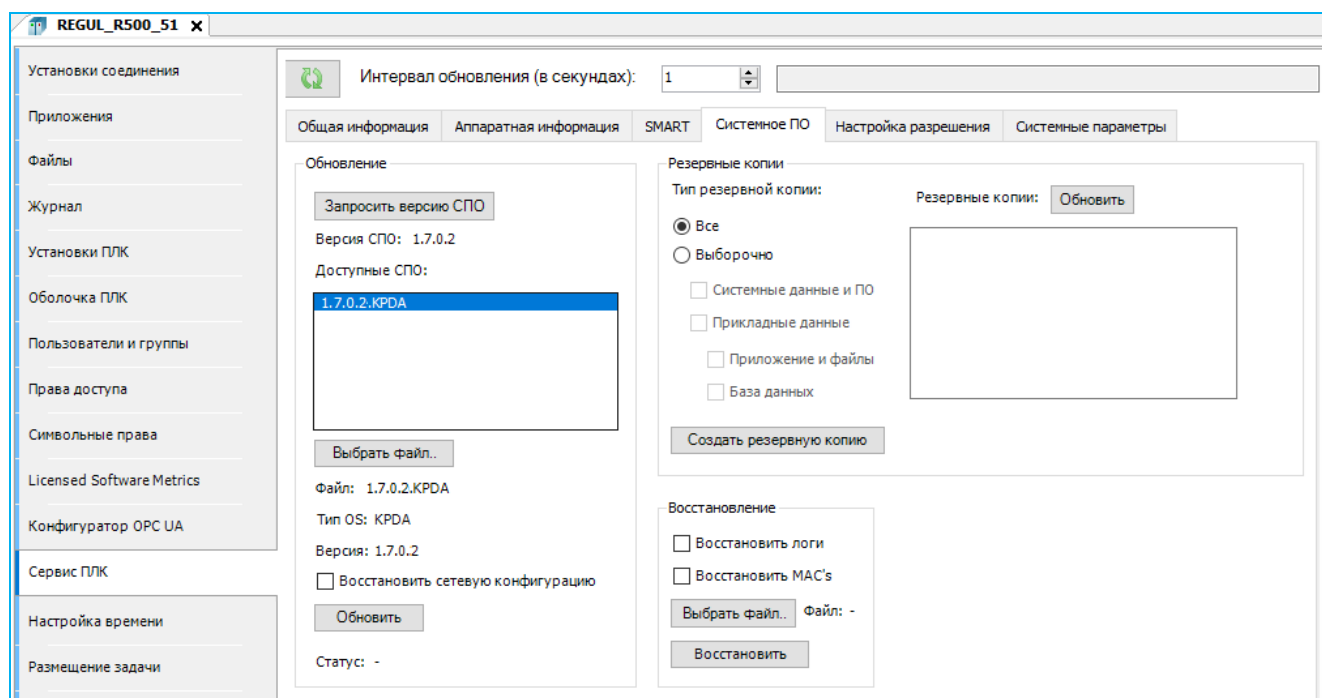 REGUL_R500_51
Установки соединения
Приложения
Файлы
Журнал
Установки ПЛК
Оболочка ПЛК
Пользователи и группы
Права доступа
Символьные права
Licensed Software Metrics
Конфигуратор OPC UA
Сервис ПЛК
Настройка времени
Размещение задачи
Интервал обновления (в секундах): 1
Общая информация Аппаратная информация SMART Системное ПО Настройка разрешения Системные параметры
Обновление
Запросить версию СПО
Версия СПО: 1.7.0.2
Доступные СПО:
1.7.0.2.KPDA
Выбрать файл..
Файл: 1.7.0.2.KPDA
Тип OS: KPDA
Версия: 1.7.0.2
Восстановить сетевую конфигурацию
Обновить
Статус: -
Резервные копии
Тип резервной копии:
Все
Выборочно
Системные данные и ПО
Прикладные данные
Приложение и файлы
База данных
Резервные копии: Обновить
Создать резервную копию
Восстановление
Восстановить логи
Восстановить MAC's
Выбрать файл.. Файл: -
Восстановить